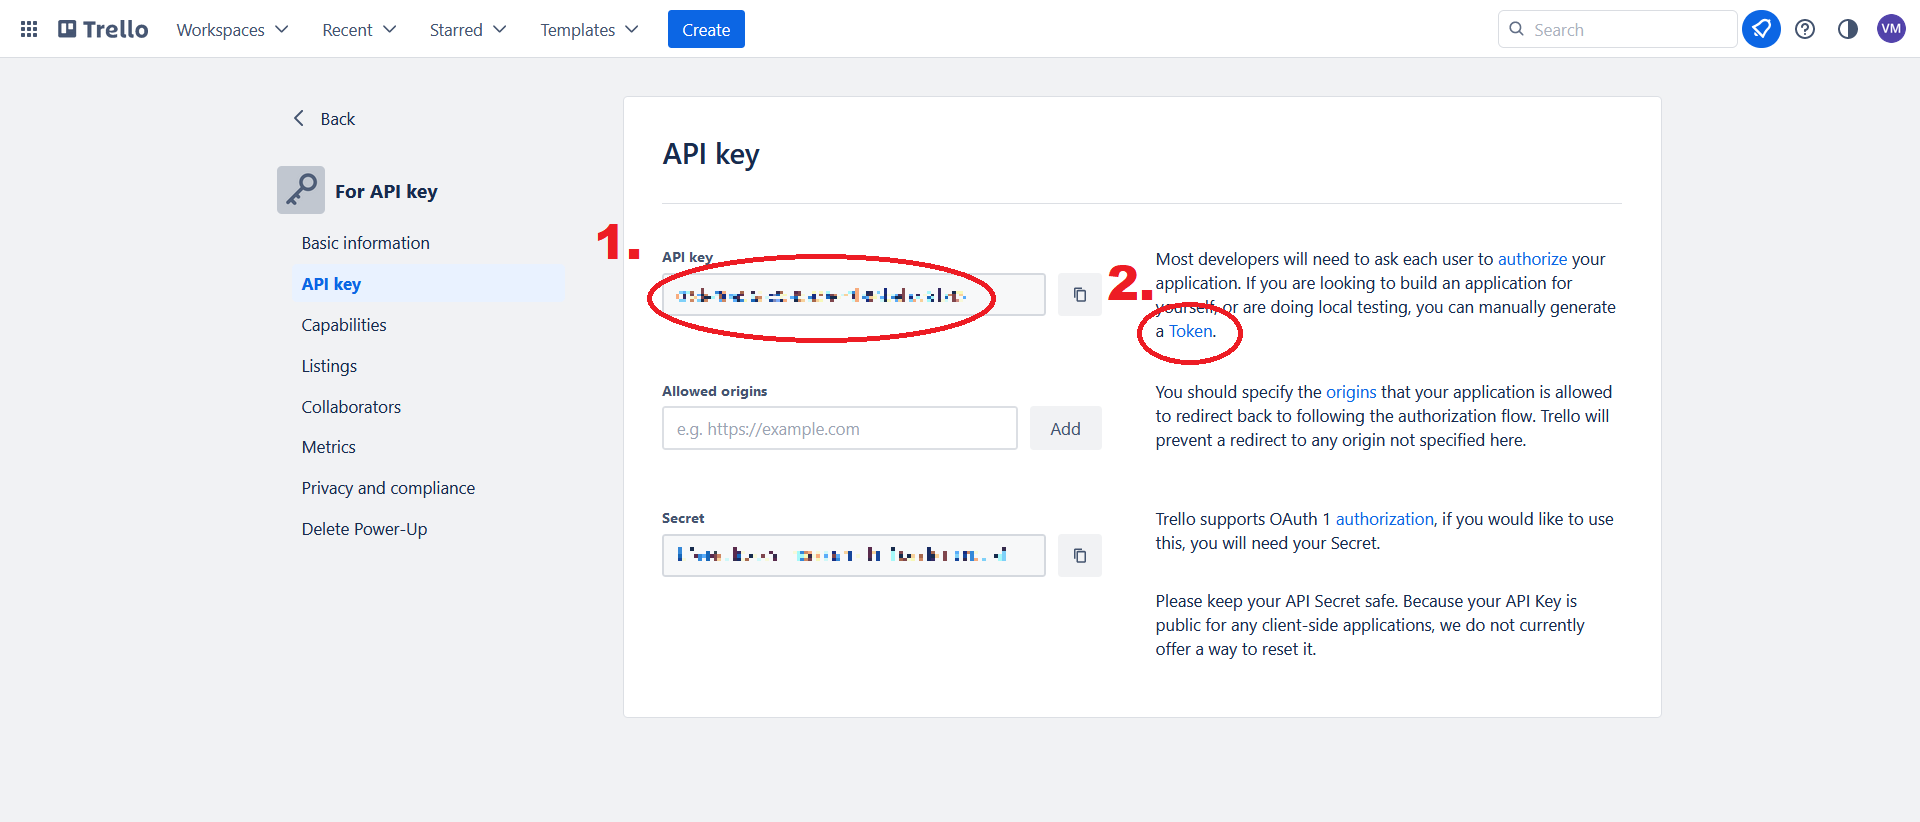 Trello
Workspaces
Recent
Starred
Templates
Create
Search
VM
Back
For API key
Basic information
API key
Capabilities
Listings
Collaborators
Metrics
Privacy and compliance
Delete Power-Up
API key
1.
API key
2.
Most developers will need to ask each user to authorize your
application. If you are looking to build an application for
yourself, or are doing local testing, you can manually generate
a Token.
Allowed origins
e.g. https://example.com
Add
You should specify the origins that your application is allowed
to redirect back to following the authorization flow. Trello will
prevent a redirect to any origin not specified here.
Secret
Trello supports OAuth 1 authorization, if you would like to use
this, you will need your Secret.
Please keep your API Secret safe. Because your API Key is
public for any client-side applications, we do not currently
offer a way to reset it.